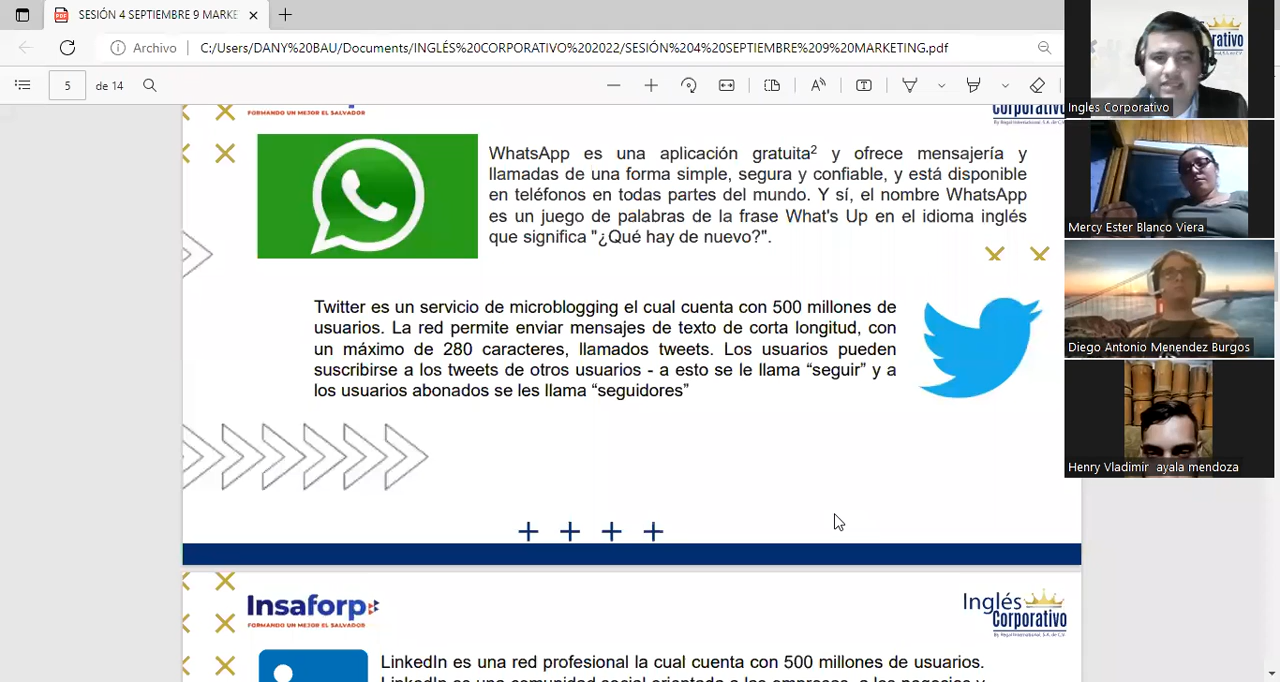 SESIÓN 4 SEPTIEMBRE 9 MARKE
Archivo
C:/Users/DANY%20BAU/Documents/INGLÉS%20CORPORATIVO%202022/SESIÓN%204%20SEPTIEMBRE%209%20MARKETING.pdf
5
de 14
rativo
Ingles Corporativo
Mercy Ester Blanco Viera
Diego Antonio Menendez Burgos
Henry Vladimir ayala mendoza
FORMANDO UN MEJOR EL SALVADOR
Corporativo
WhatsApp es una aplicación gratuita² y ofrece mensajería y
llamadas de una forma simple, segura y confiable, y está disponible
en teléfonos en todas partes del mundo. Y sí, el nombre WhatsApp
es un juego de palabras de la frase What's Up en el idioma inglés
que significa "¿Qué hay de nuevo?".
Twitter es un servicio de microblogging el cual cuenta con 500 millones de
usuarios. La red permite enviar mensajes de texto de corta longitud, con
un máximo de 280 caracteres, llamados tweets. Los usuarios pueden
suscribirse a los tweets de otros usuarios - a esto se le llama “seguir” y a
los usuarios abonados se les llama “seguidores”
Insaforp
FORMANDO UN MEJOR EL SALVADOR
Inglés
Corporativo
LinkedIn es una red profesional la cual cuenta con 500 millones de usuarios.